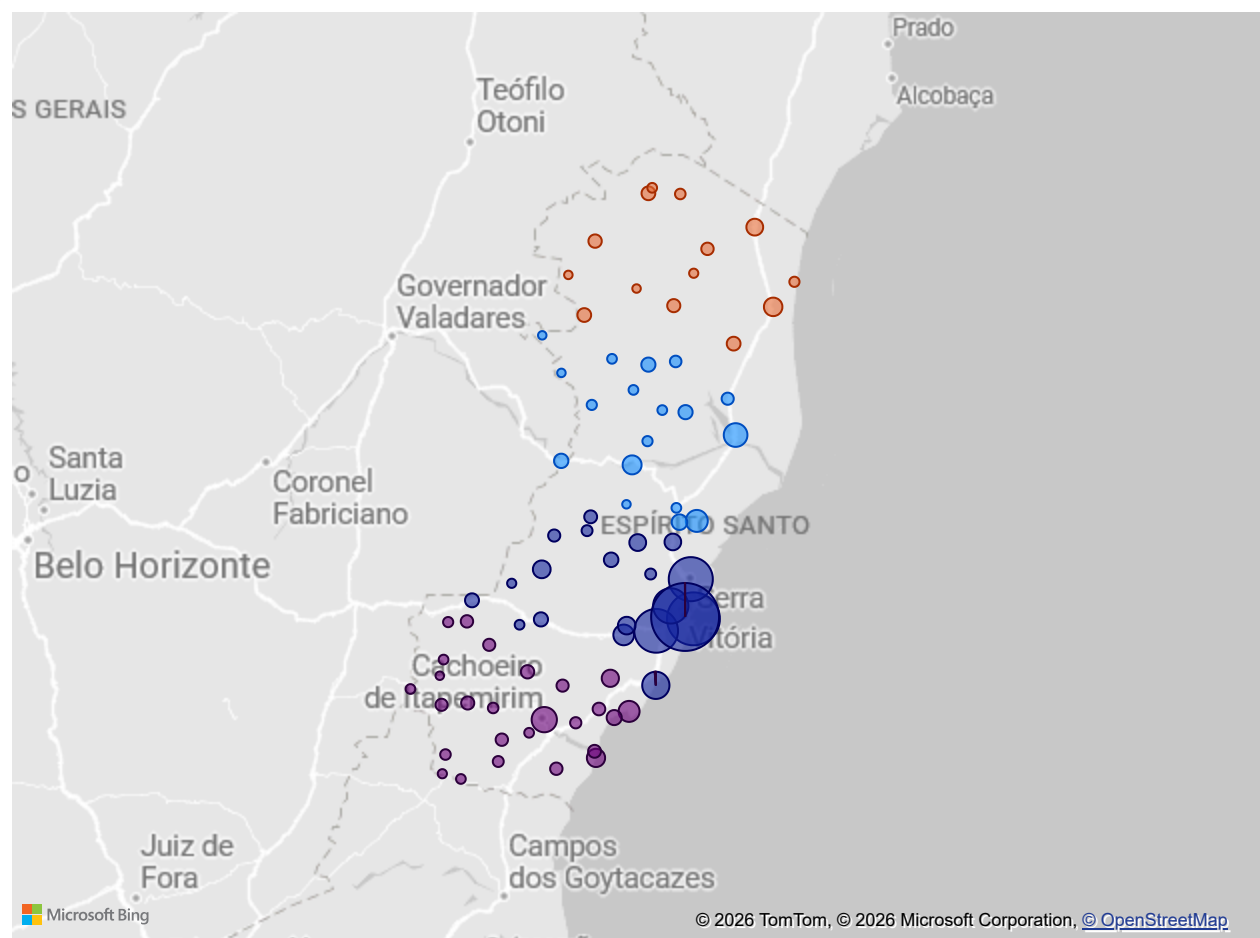 Prado
Alcobaça
S GERAIS
Teófilo
Otoni
Governador
Valadares
Santa
Luzia
o
Coronel
Fabriciano
ESPÍRITO SANTO
Belo Horizonte
Serra
Vitória
Cachoeiro
de Itapemirim
Juiz de
Fora
Campos
dos Goytacazes
Microsoft Bing
© 2026 TomTom, © 2026 Microsoft Corporation, © OpenStreetMap